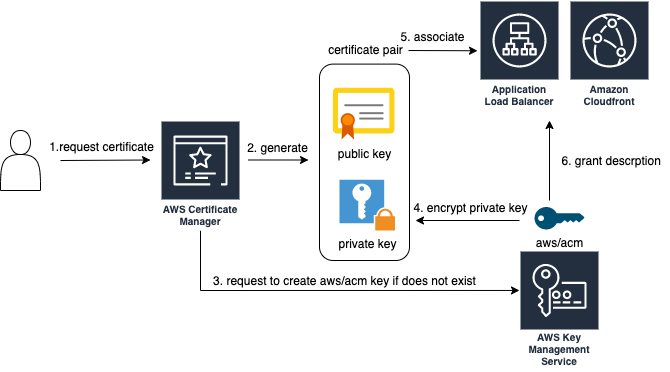 5. associate
certificate pair
Application
Load Balancer
Amazon
Cloudfront
1.request certificate
2. generate
public key
6. grant descrption
AWS Certificate
Manager
4. encrypt private key
private key
aws/acm
3. request to create aws/acm key if does not exist
AWS Key
Management
Service